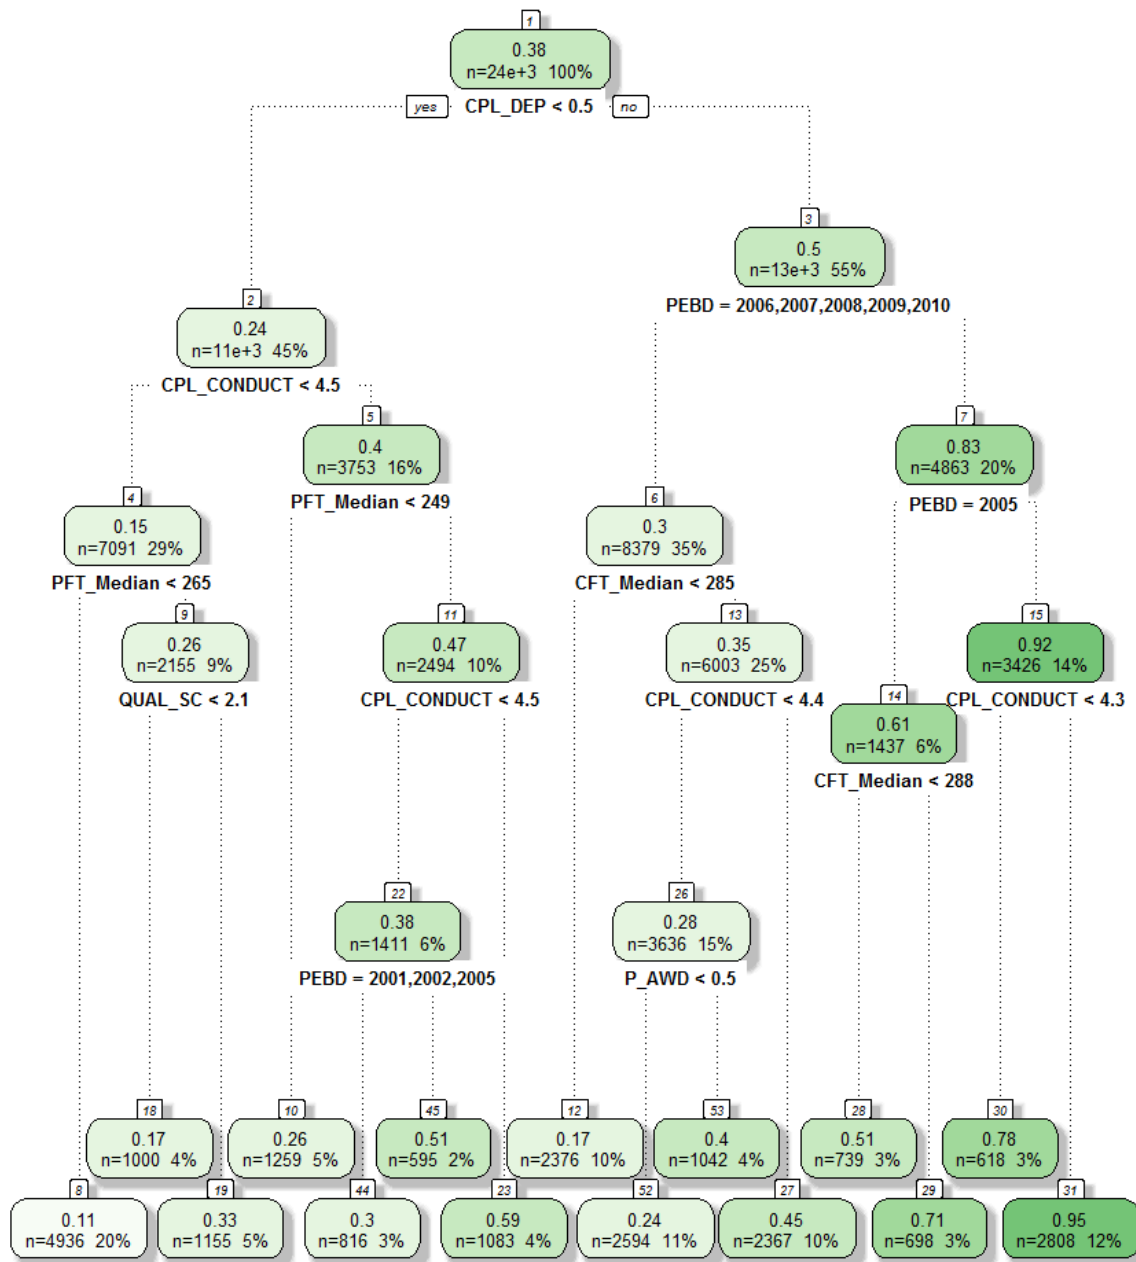 1
0.38
n=24e+3 100%
yes CPL_DEP < 0.5 no
3
0.5
n=13e+3 55%
PEBD = 2006,2007,2008,2009,2010
2
0.24
n=11e+3 45%
CPL_CONDUCT < 4.5
5
0.4
n=3753 16%
PFT_Median < 249
7
0.83
n=4863 20%
PEBD = 2005
4
0.15
n=7091 29%
PFT_Median < 265
6
0.3
n=8379 35%
CFT_Median < 285
9
0.26
n=2155 9%
QUAL_SC < 2.1
11
0.47
n=2494 10%
CPL_CONDUCT < 4.5
13
0.35
n=6003 25%
CPL_CONDUCT < 4.4
15
0.92
n=3426 14%
CPL_CONDUCT < 4.3
14
0.61
n=1437 6%
CFT_Median < 288
22
0.38
n=1411 6%
PEBD = 2001,2002,2005
26
0.28
n=3636 15%
P_AWD < 0.5
18
0.17
n=1000 4%
10
0.26
n=1259 5%
45
0.51
n=595 2%
12
0.17
n=2376 10%
53
0.4
n=1042 4%
28
0.51
n=739 3%
30
0.78
n=618 3%
8
0.11
n=4936 20%
19
0.33
n=1155 5%
44
0.3
n=816 3%
23
0.59
n=1083 4%
52
0.24
n=2594 11%
27
0.45
n=2367 10%
29
0.71
n=698 3%
31
0.95
n=2808 12%